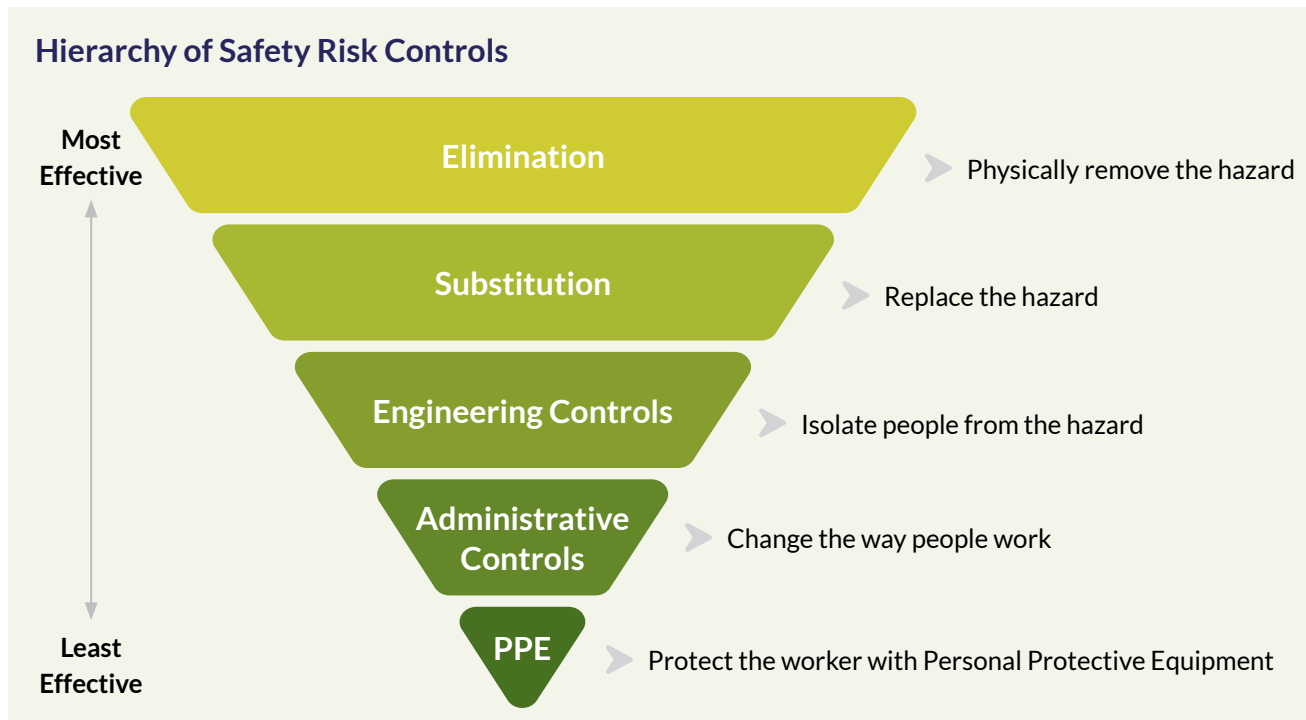 Hierarchy of Safety Risk Controls
Most
Effective
Elimination
Physically remove the hazard
Substitution
Replace the hazard
Engineering Controls
Isolate people from the hazard
Administrative
Controls
Change the way people work
PPE
Protect the worker with Personal Protective Equipment
Least
Effective